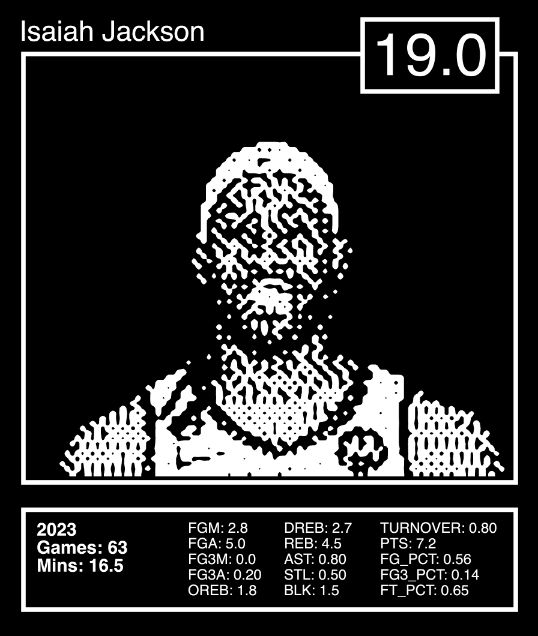 Isaiah Jackson
19.0
2023
Games: 63
Mins: 16.5
FGM: 2.8
FGA: 5.0
FG3M: 0.0
FG3A: 0.20
OREB: 1.8
DREB: 2.7
REB: 4.5
AST: 0.80
STL: 0.50
BLK: 1.5
TURNOVER: 0.80
PTS: 7.2
FG_PCT: 0.56
FG3_PCT: 0.14
FT_PCT: 0.65